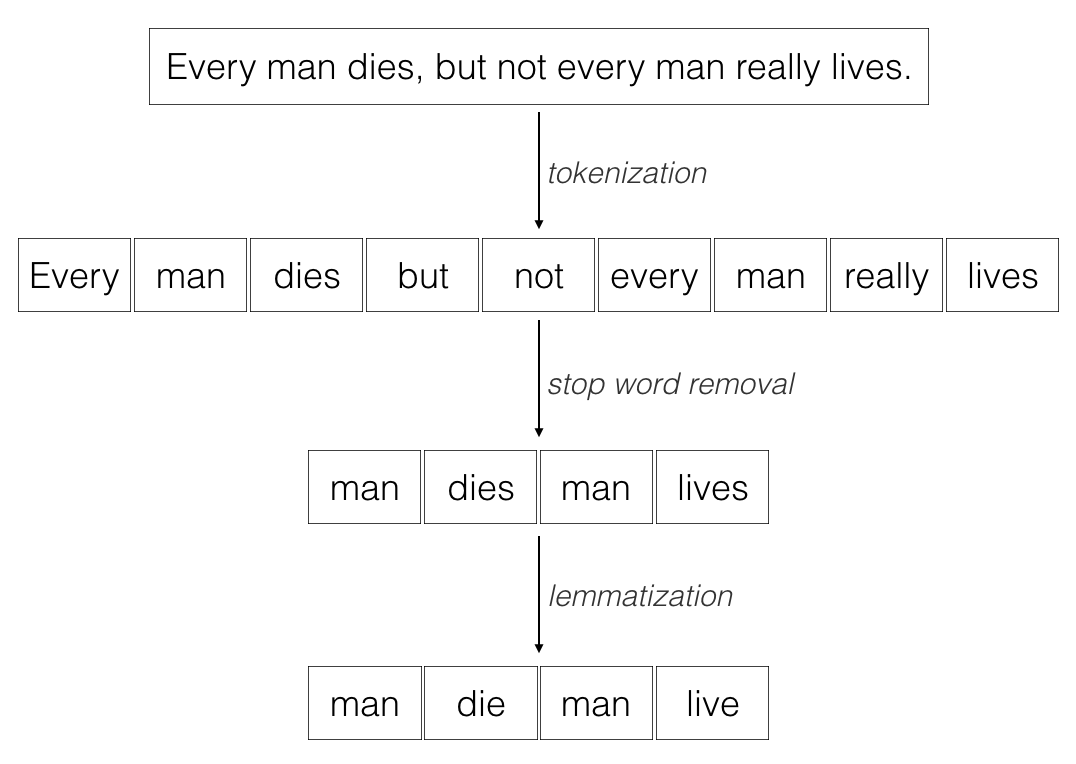 Every man dies, but not every man really lives.
tokenization
Every man dies but not every man really lives
stop word removal
man dies man lives
lemmatization
man die man live